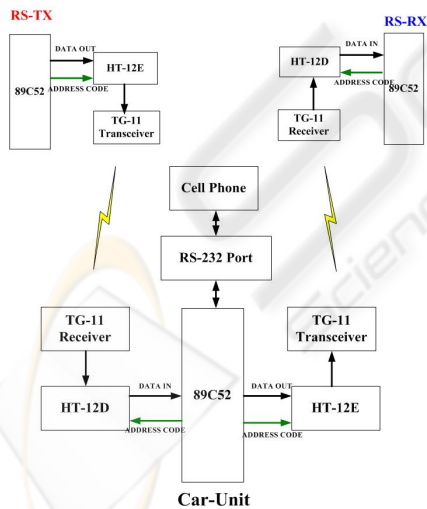 RS-TX
89C52
DATA OUT
ADDRESS CODE
HT-12E
TG-11
Transceiver
RS-RX
HT-12D
DATA IN
ADDRESS CODE
89C52
TG-11
Receiver
Cell Phone
RS-232 Port
TG-11
Receiver
HT-12D
DATA IN
ADDRESS CODE
89C52
DATA OUT
ADDRESS CODE
TG-11
Transceiver
HT-12E
Car-Unit